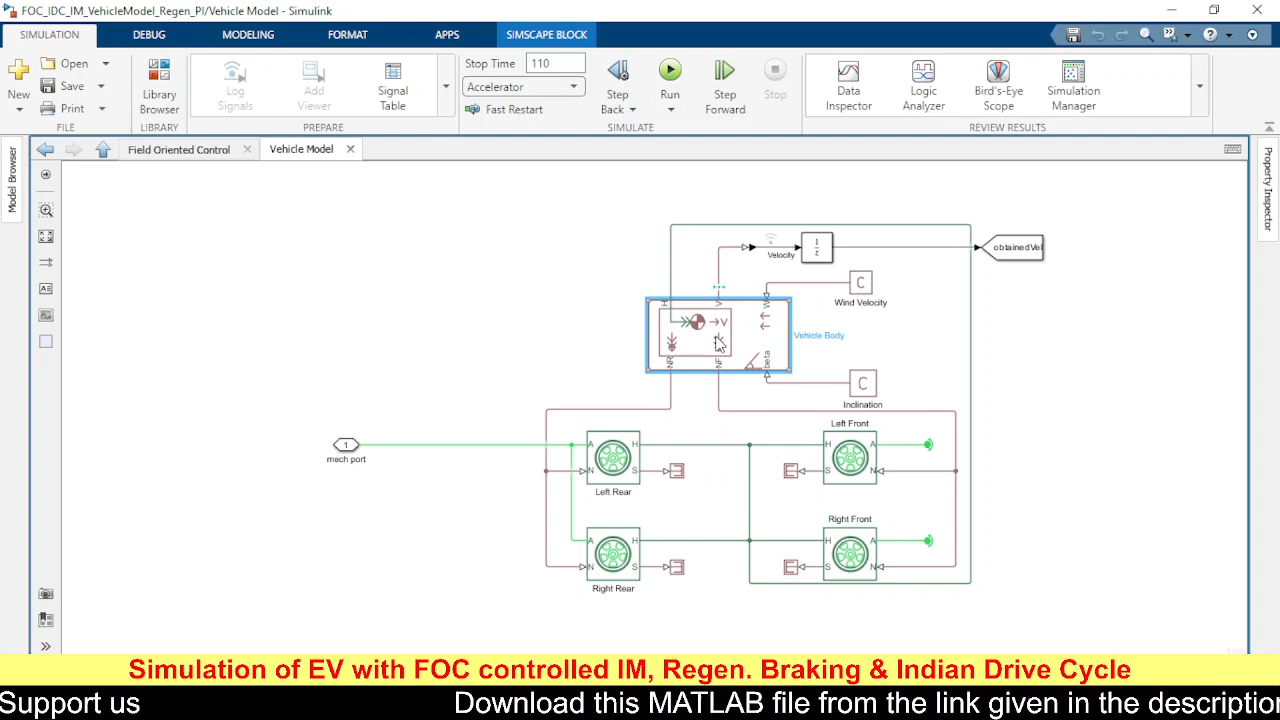 FOC_IDC_IM_VehicleModel_Regen_PI/Vehicle Model - Simulink
SIMULATION DEBUG MODELING FORMAT APPS SIMSCAPE BLOCK
New Open Save Print
Library Browser
Log Signals Add Viewer Signal Table
Stop Time 110
Accelerator
Fast Restart
Step Back Run Step Forward Stop
Data Inspector Logic Analyzer Bird's-Eye Scope Simulation Manager
FILE LIBRARY PREPARE SIMULATE REVIEW RESULTS
Model Browser
Field Oriented Control Vehicle Model
Property Inspector
Velocity
1
z
obtainedVel
C
Wind Velocity
H V W
V
Vehicle Body
NR NF beta
C
Inclination
Left Front
1
mech port
A H H A
N S S N
Left Rear
Right Front
A H H A
N S S N
Right Rear
Simulation of EV with FOC controlled IM, Regen. Braking & Indian Drive Cycle
Support us Download this MATLAB file from the link given in the description